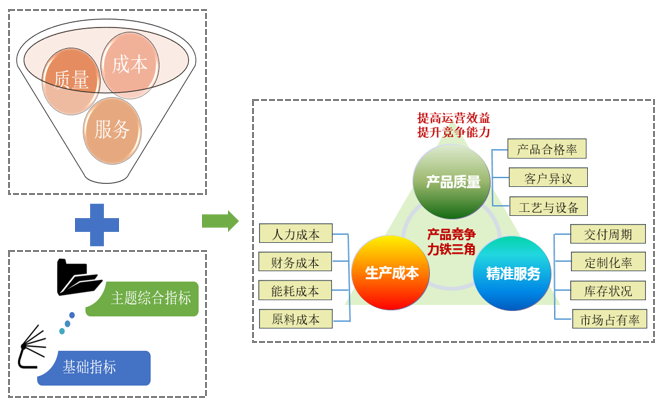 质量
成本
服务
主题综合指标
基础指标
提高运营效益
提升竞争能力
产品质量
产品合格率
客户异议
工艺与设备
产品竞争
力铁三角
人力成本
财务成本
能耗成本
原料成本
生产成本
精准服务
交付周期
定制化率
库存状况
市场占有率